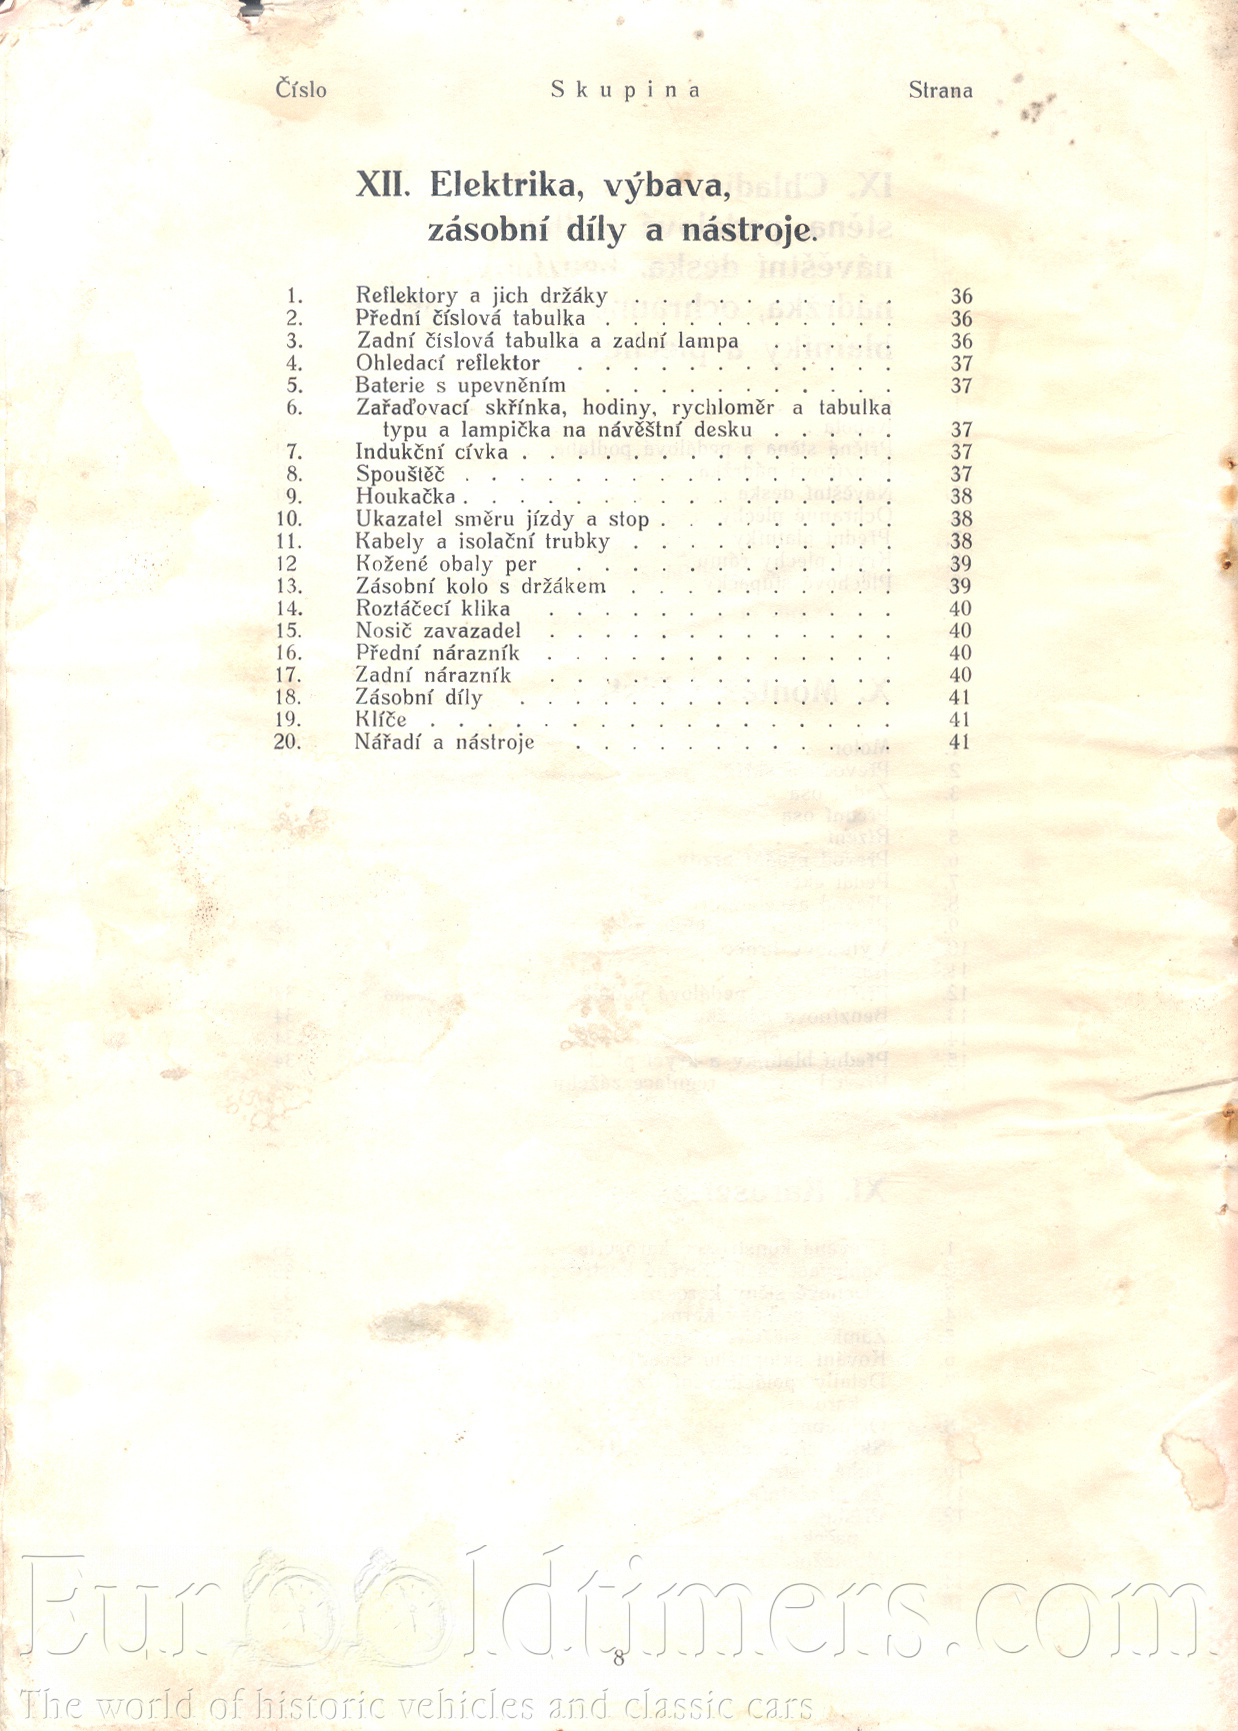 Číslo Skupina Strana
XII. Elektrika, výbava,
zásobní díly a nástroje.
1. Reflektory a jich držáky . . . . . . . . . . 36
2. Přední číslová tabulka . . . . . . . . . . . 36
3. Zadní číslová tabulka a zadní lampa . . . . . 36
4. Ohledací reflektor . . . . . . . . . . . . 37
5. Baterie s upevněním . . . . . . . . . . . 37
6. Zařaďovací skřínka, hodiny, rychloměr a tabulka
typu a lampička na návěštní desku . . . . . 37
7. Indukční cívka . . . . . . . . . . . . . . 37
8. Spouštěč . . . . . . . . . . . . . . . . 37
9. Houkačka . . . . . . . . . . . . . . . . 38
10. Ukazatel směru jízdy a stop . . . . . . . . . 38
11. Kabely a isolační trubky . . . . . . . . . . 38
12 Kožené obaly per . . . . . . . . . . . . 39
13. Zásobní kolo s držákem . . . . . . . . . . 39
14. Roztáčecí klika . . . . . . . . . . . . . 40
15. Nosič zavazadel . . . . . . . . . . . . . 40
16. Přední nárazník . . . . . . . . . . . . . 40
17. Zadní nárazník . . . . . . . . . . . . . 40
18. Zásobní díly . . . . . . . . . . . . . . 41
19. Klíče . . . . . . . . . . . . . . . . . 41
20. Nářadí a nástroje . . . . . . . . . . . . 41
8
EurOOldtimers.com
The world of historic vehicles and classic cars